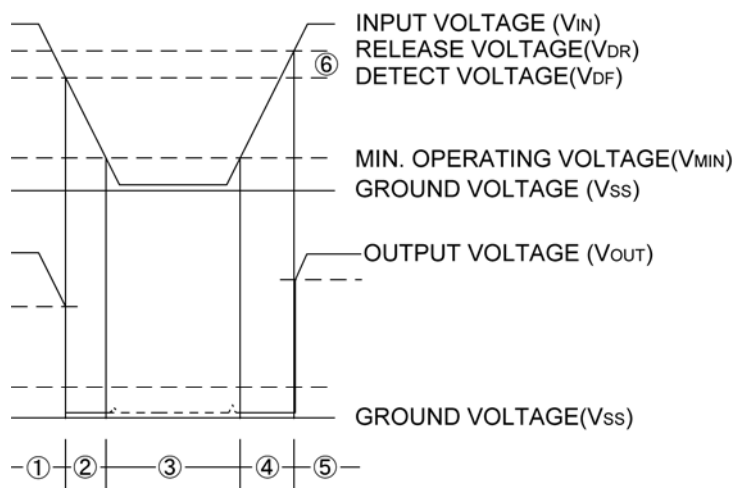 INPUT VOLTAGE (VIN)
RELEASE VOLTAGE(VDR)
⑥ DETECT VOLTAGE(VDF)
MIN. OPERATING VOLTAGE(VMIN)
GROUND VOLTAGE (VSS)
OUTPUT VOLTAGE (VOUT)
GROUND VOLTAGE(VSS)
① ② ③ ④ ⑤